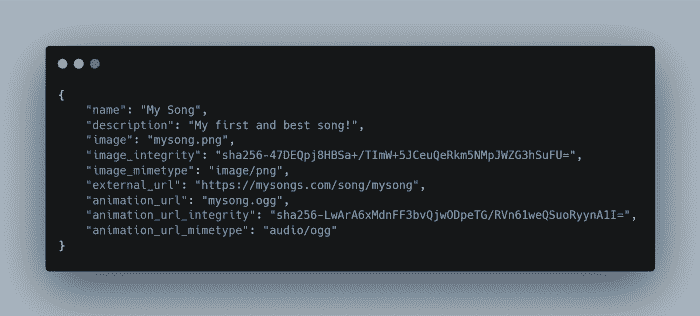 {
    "name": "My Song",
    "description": "My first and best song!",
    "image": "mysong.png",
    "image_integrity": "sha256-47DEQpj8HBSa+/TImW+5JCeuQeRkm5NMpJWZG3hSuFU=",
    "image_mimetype": "image/png",
    "external_url": "https://mysongs.com/song/mysong",
    "animation_url": "mysong.ogg",
    "animation_url_integrity": "sha256-LwArA6xMdnFF3bvQjwODpeTG/RVn61weQSuoRyynA1I=",
    "animation_url_mimetype": "audio/ogg"
}